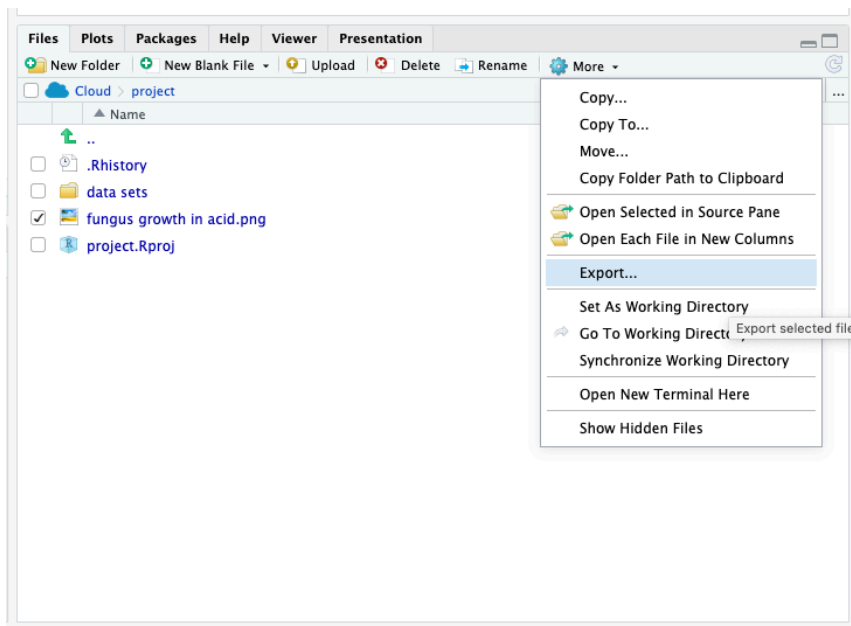 Files Plots Packages Help Viewer Presentation
New Folder New Blank File Upload Delete Rename More
Cloud > project ...
Name
..
.Rhistory
data sets
fungus growth in acid.png
project.Rproj
Copy...
Copy To...
Move...
Copy Folder Path to Clipboard
Open Selected in Source Pane
Open Each File in New Columns
Export...
Set As Working Directory
Go To Working Direct
Export selected file
Synchronize Working Directory
Open New Terminal Here
Show Hidden Files